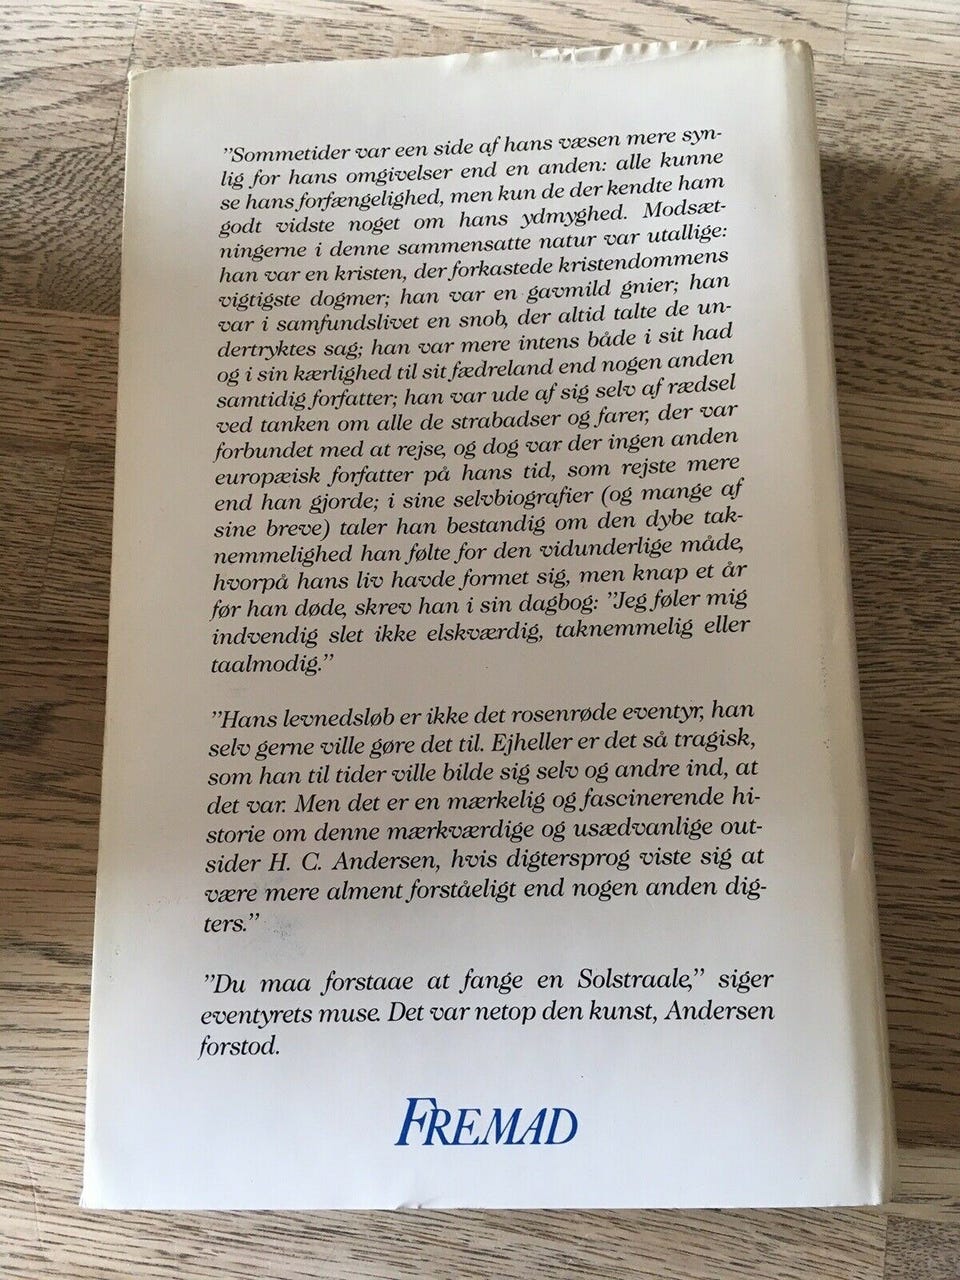 ”Sommetider var een side af hans væsen mere syn-
lig for hans omgivelser end en anden: alle kunne
se hans forfængelighed, men kun de der kendte ham
godt vidste noget om hans ydmyghed. Modsæt-
ningerne i denne sammensatte natur var utallige:
han var en kristen, der forkastede kristendommens
vigtigste dogmer; han var en gavmild gnier; han
var i samfundslivet en snob, der altid talte de un-
dertryktes sag; han var mere intens både i sit had
og i sin kærlighed til sit fædreland end nogen anden
samtidig forfatter; han var ude af sig selv af rædsel
ved tanken om alle de strabadser og farer, der var
forbundet med at rejse, og dog var der ingen anden
europæisk forfatter på hans tid, som rejste mere
end han gjorde; i sine selvbiografier (og mange af
sine breve) taler han bestandig om den dybe tak-
nemmelighed han følte for den vidunderlige måde,
hvorpå hans liv havde formet sig, men knap et år
før han døde, skrev han i sin dagbog: ”Jeg føler mig
indvendig slet ikke elskværdig, taknemmelig eller
taalmodig.”
”Hans levnedsløb er ikke det rosenrøde eventyr, han
selv gerne ville gøre det til. Ejheller er det så tragisk,
som han til tider ville bilde sig selv og andre ind, at
det var. Men det er en mærkelig og fascinerende hi-
storie om denne mærkværdige og usædvanlige out-
sider H. C. Andersen, hvis digtersprog viste sig at
være mere alment forståeligt end nogen anden dig-
ters.”
”Du maa forstaae at fange en Solstraale,” siger
eventyrets muse. Det var netop den kunst, Andersen
forstod.
FREMAD